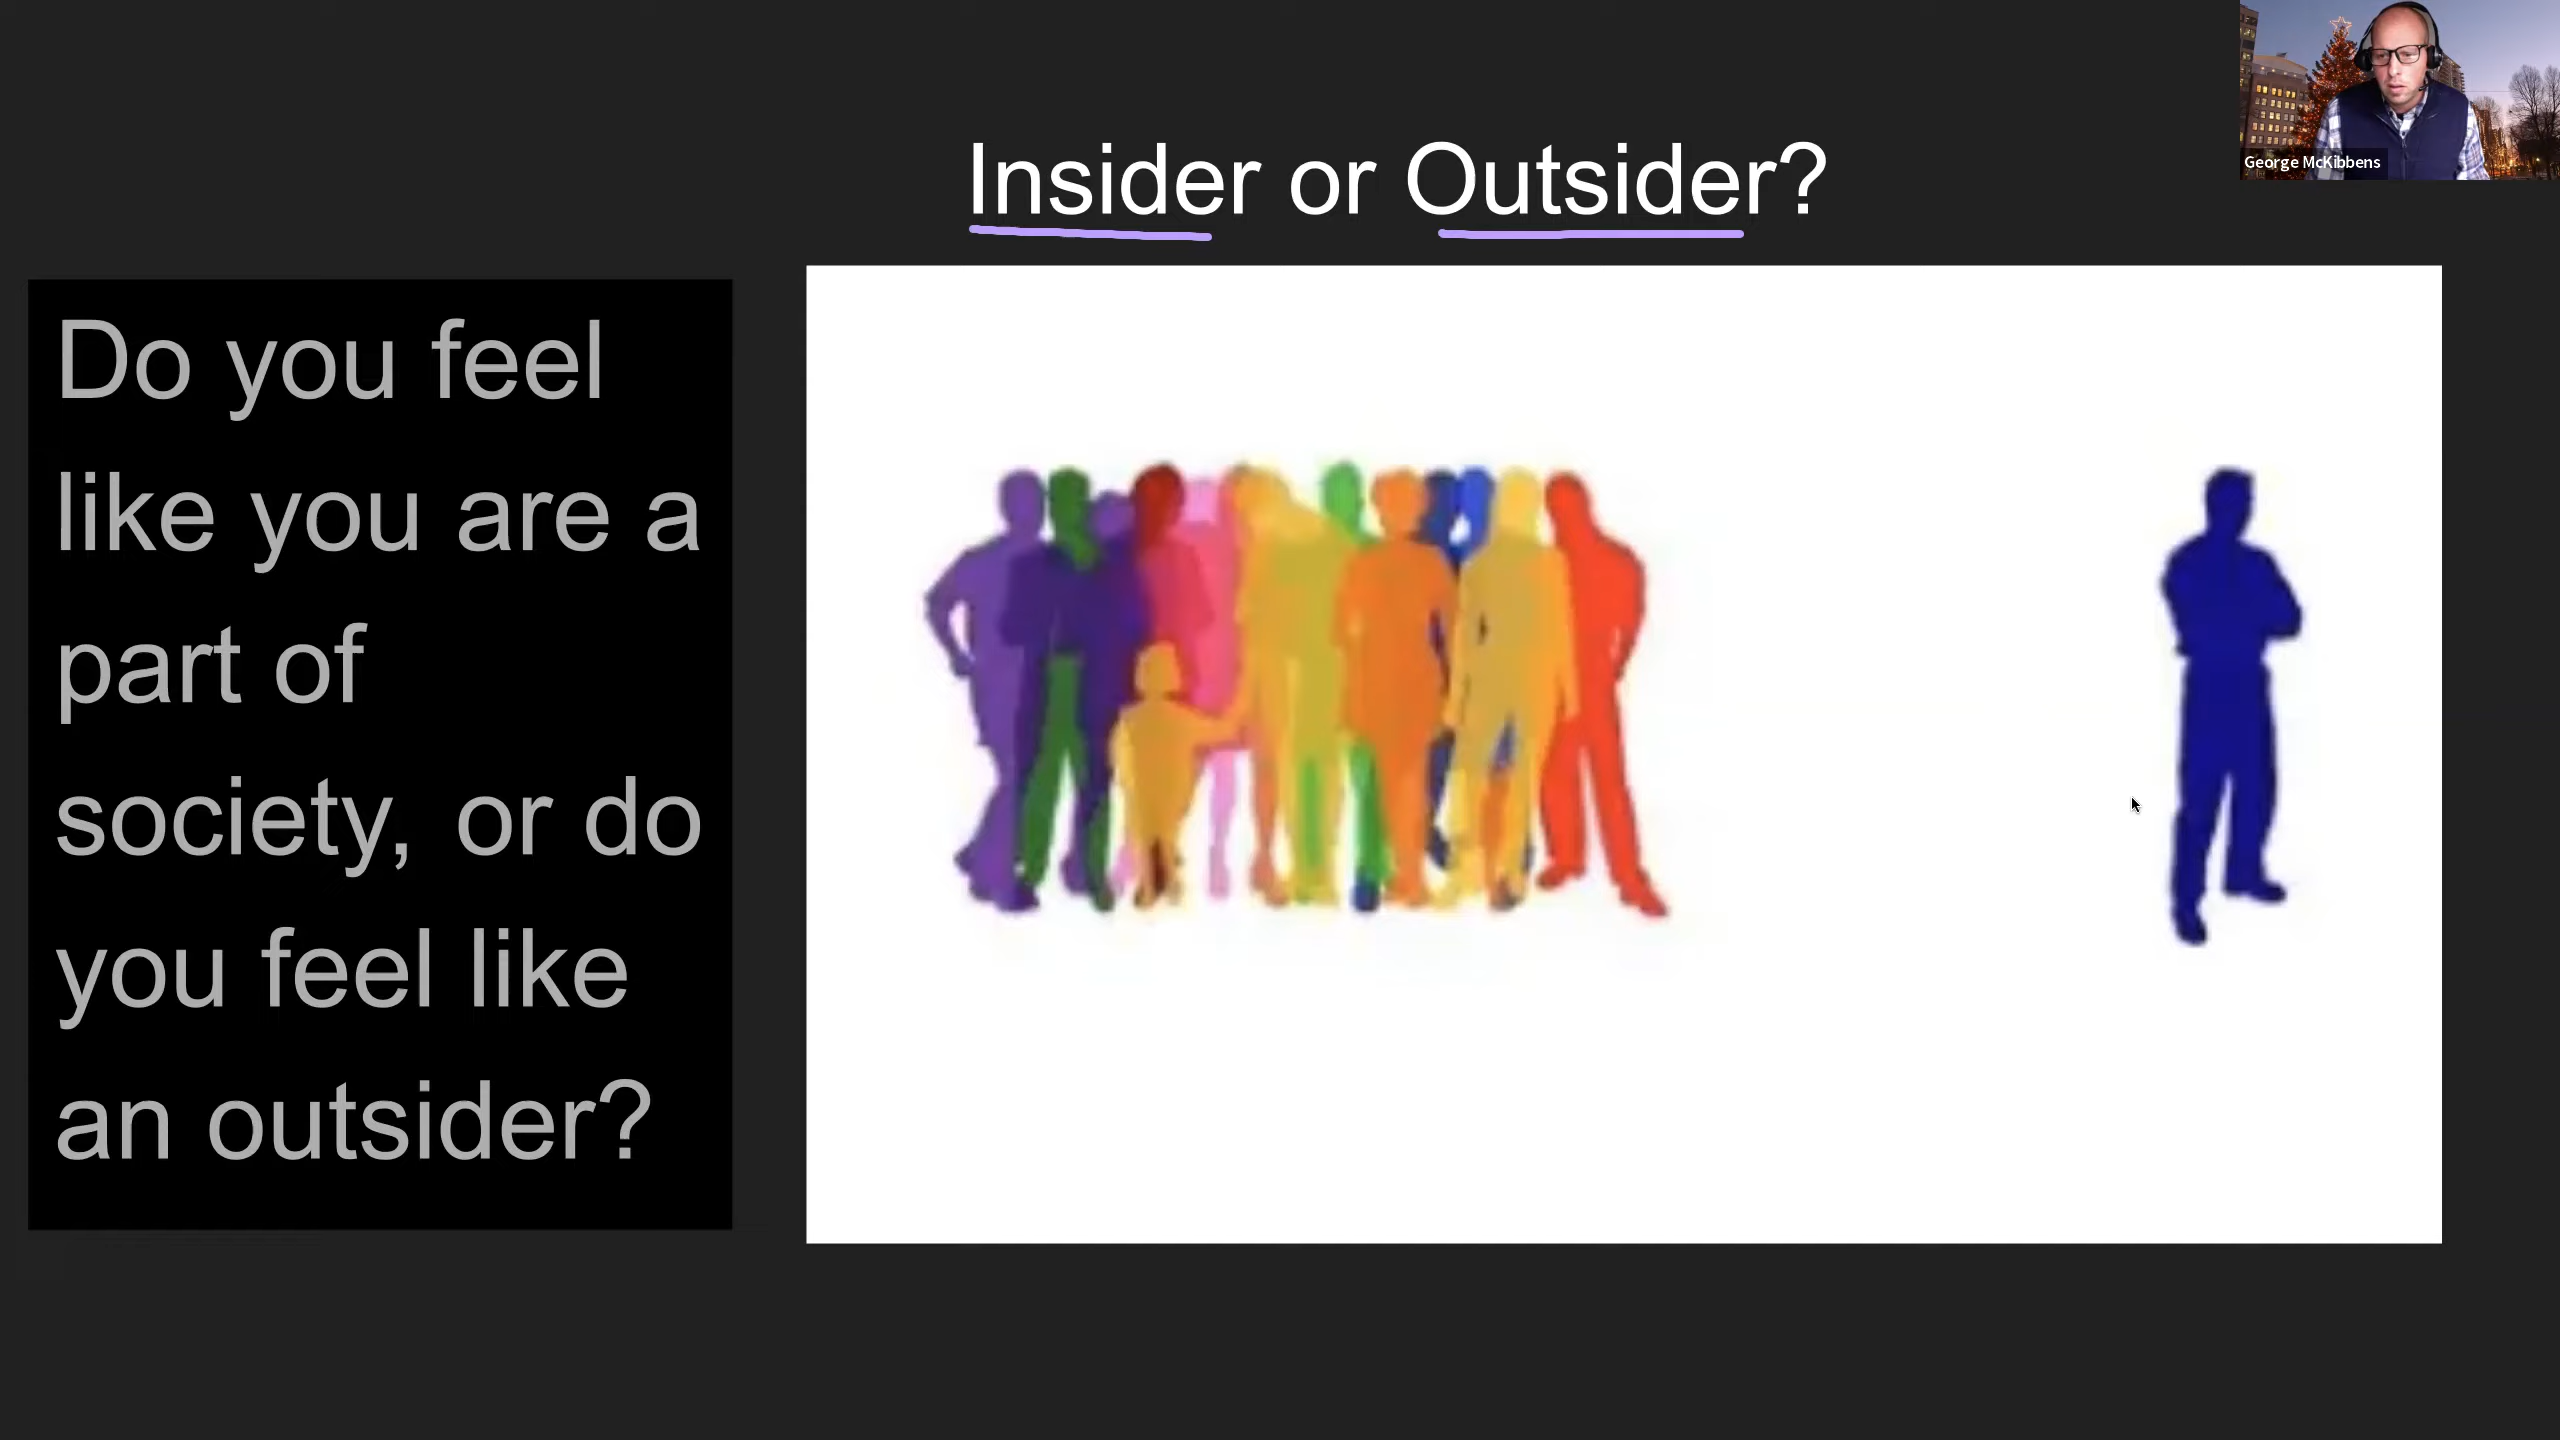 Insider or Outsider?
George McKibbens
Do you feel
like you are a
part of
society, or do
you feel like
an outsider?